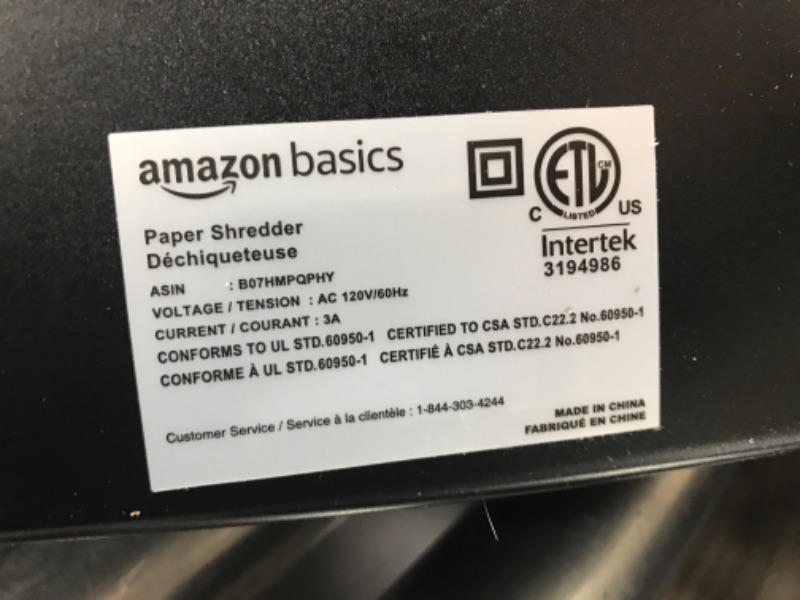 amazon basics
ETL CM
LISTED
C US
Intertek
3194986
Paper Shredder
Déchiqueteuse
ASIN : B07HMPQPHY
VOLTAGE / TENSION : AC 120V/60Hz
CURRENT / COURANT : 3A
CONFORMS TO UL STD.60950-1 CERTIFIED TO CSA STD.C22.2 No.60950-1
CONFORME À UL STD.60950-1 CERTIFIÉ À CSA STD.C22.2 No.60950-1
Customer Service / Service à la clientèle : 1-844-303-4244
MADE IN CHINA
FABRIQUÉ EN CHINE